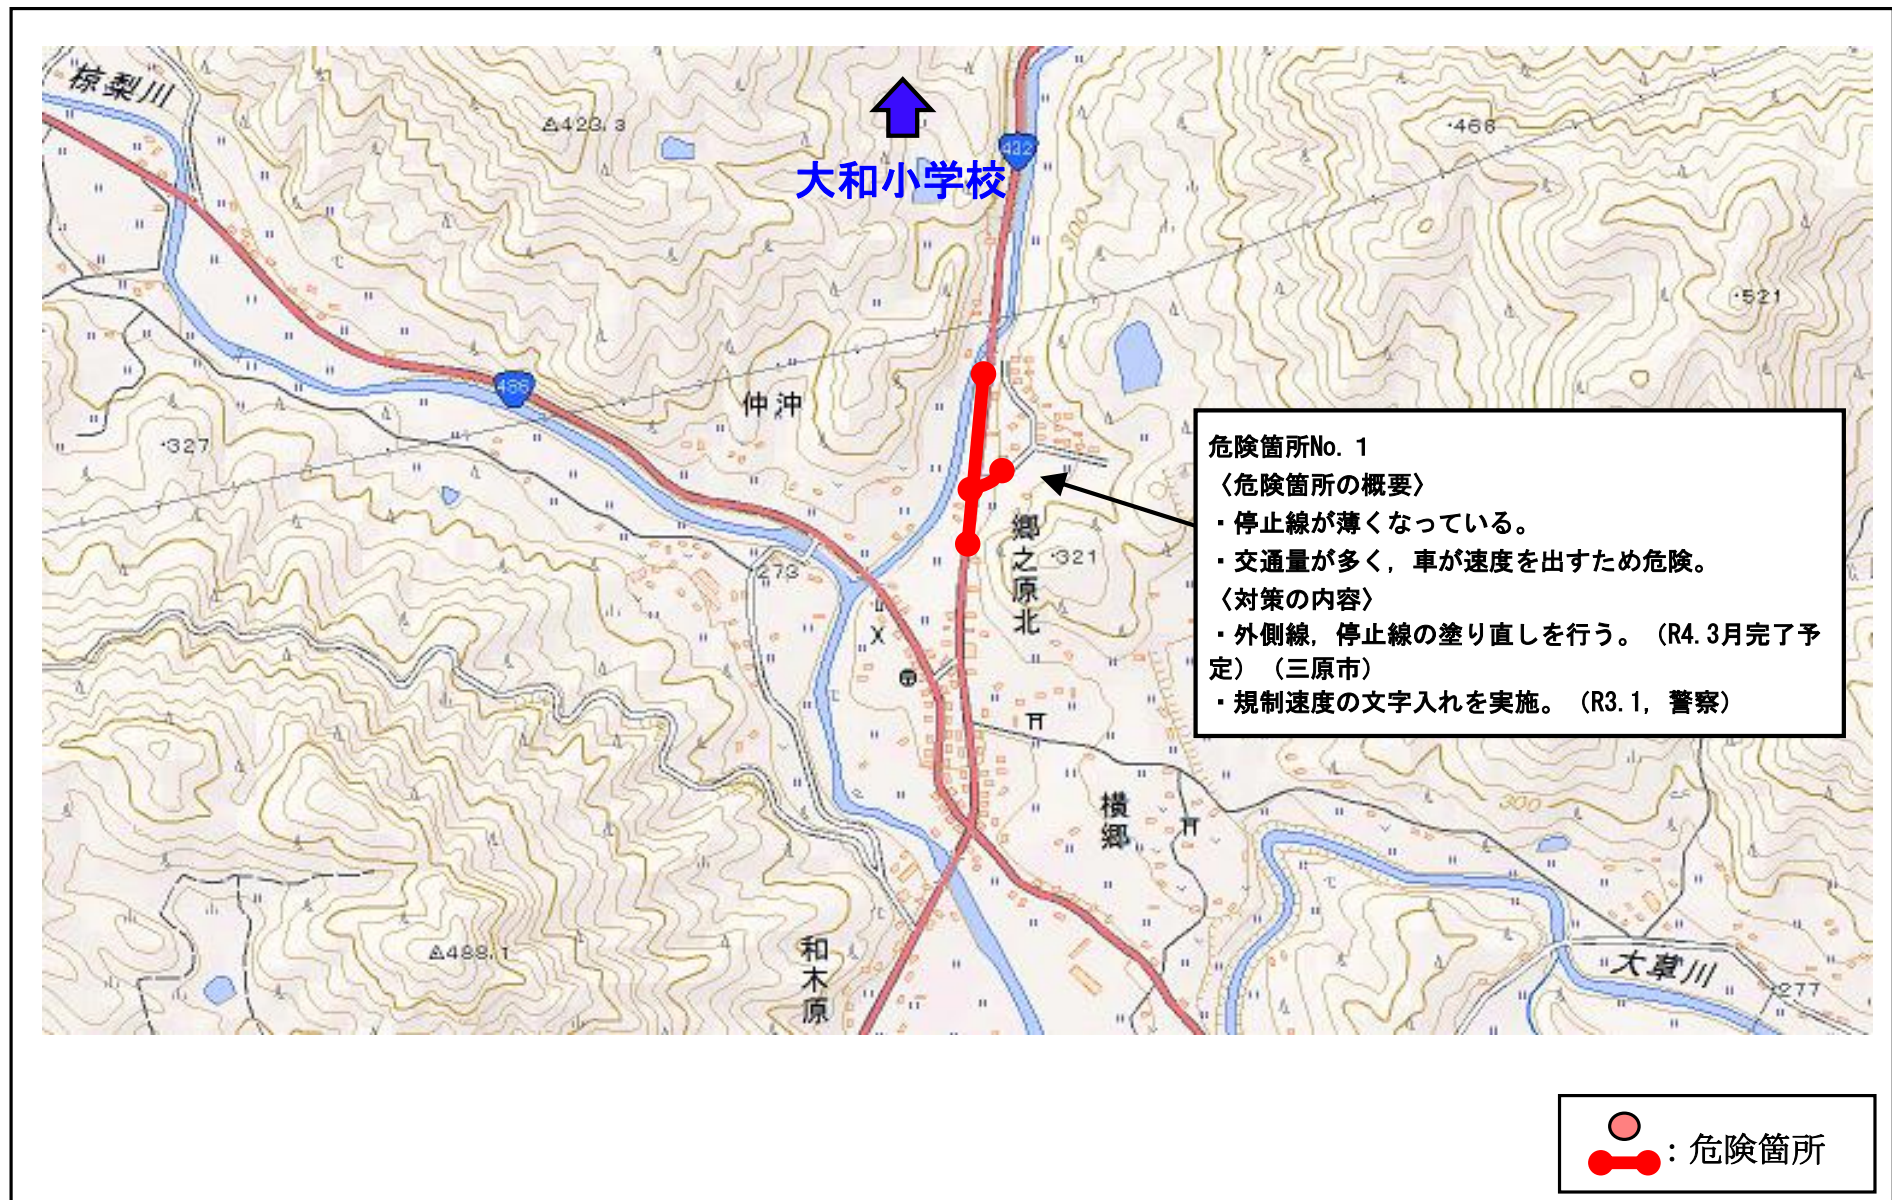 椋梨川
423.3
大和小学校
432
468
300
521
486
仲沖
327
危険箇所No. 1
〈危険箇所の概要〉
・停止線が薄くなっている。
・交通量が多く，車が速度を出すため危険。
〈対策の内容〉
・外側線，停止線の塗り直しを行う。（R4.3月完了予
定）（三原市）
・規制速度の文字入れを実施。（R3.1，警察）
郷之原北
321
273
横郷
300
488.1
和木原
大草川
277
：危険箇所